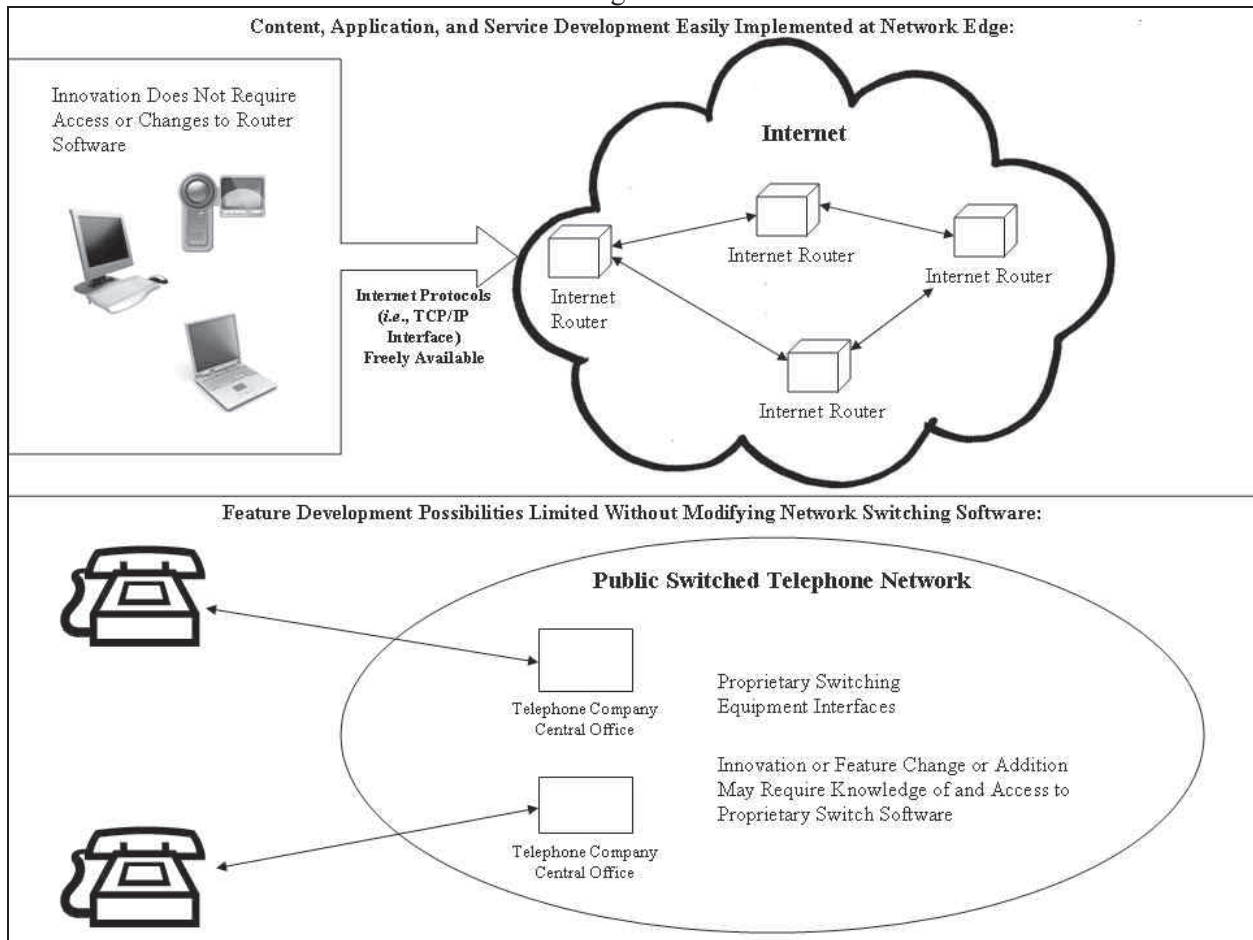 Content, Application, and Service Development Easily Implemented at Network Edge:
Innovation Does Not Require
Access or Changes to Router
Software
Internet
Internet Router
Internet Router
Internet
Router
Internet Protocols
(i.e., TCP/IP
Interface)
Freely Available
Internet Router
Feature Development Possibilities Limited Without Modifying Network Switching Software:
Public Switched Telephone Network
Telephone Company
Central Office
Proprietary Switching
Equipment Interfaces
Innovation or Feature Change or Addition
May Require Knowledge of and Access to
Proprietary Switch Software
Telephone Company
Central Office